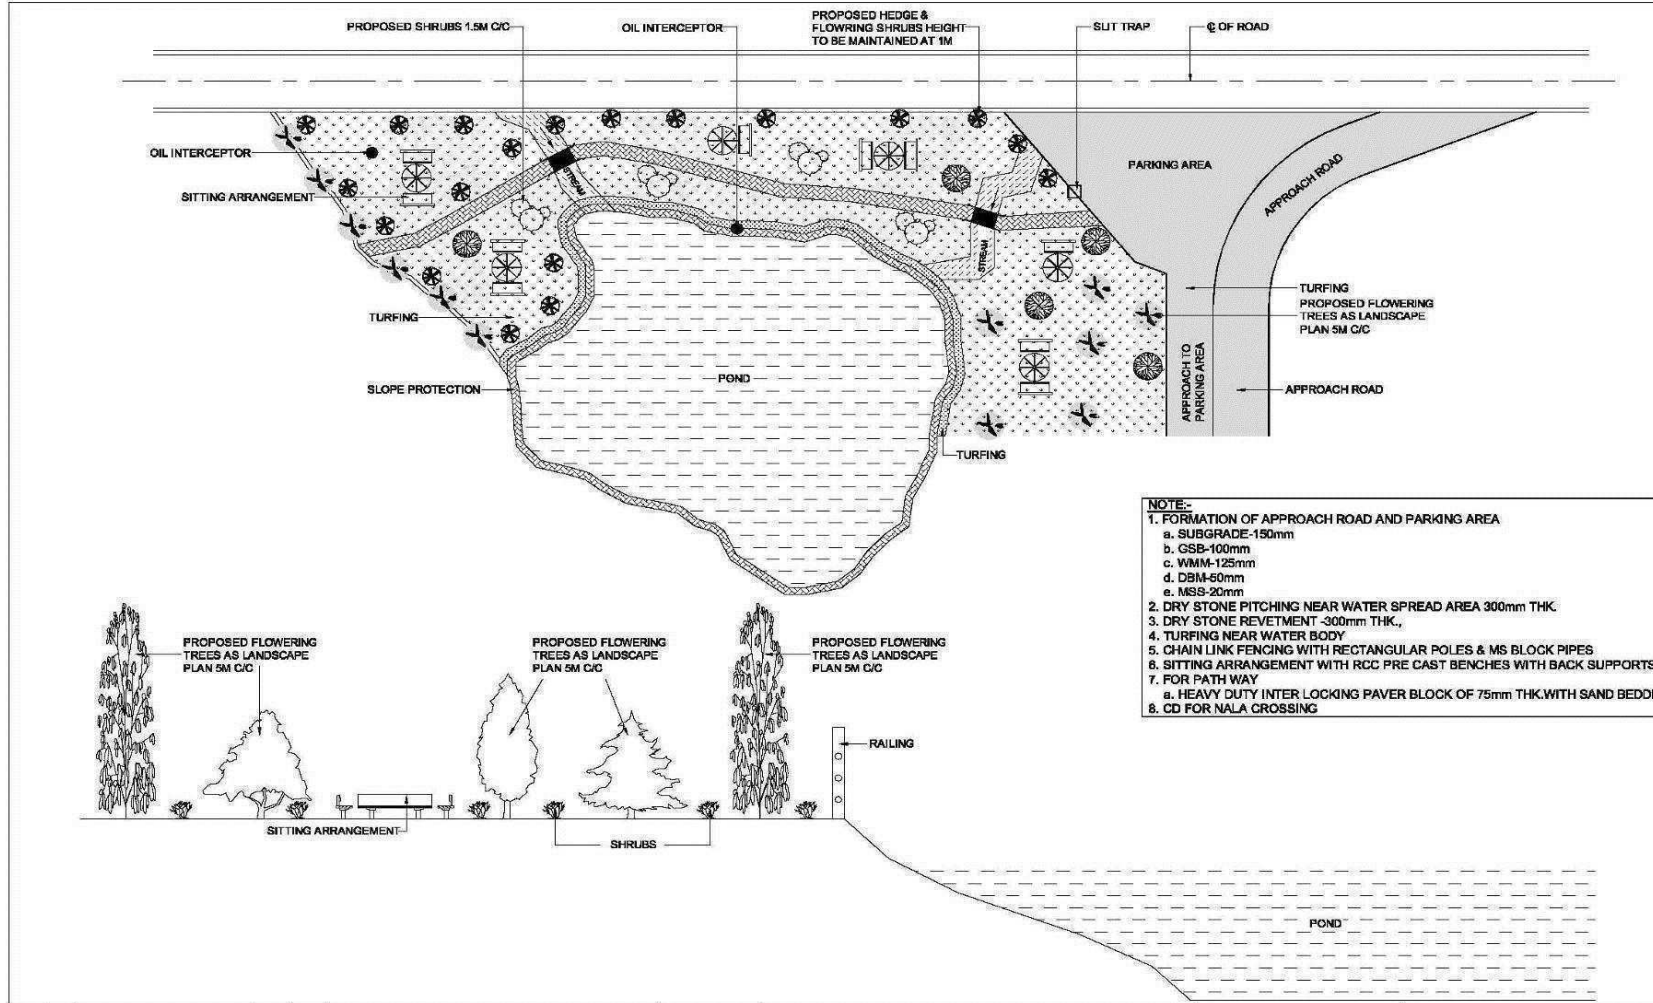 PROPOSED SHRUBS 1.5M C/C
OIL INTERCEPTOR
PROPOSED HEDGE &
FLOWRING SHRUBS HEIGHT
TO BE MAINTAINED AT 1M
SLIT TRAP
℄ OF ROAD
OIL INTERCEPTOR
SITTING ARRANGEMENT
STREAM
STREAM
PARKING AREA
APPROACH ROAD
TURFING
TURFING
PROPOSED FLOWERING
TREES AS LANDSCAPE
PLAN 5M C/C
SLOPE PROTECTION
POND
APPROACH TO
PARKING AREA
APPROACH ROAD
TURFING
NOTE:-
1. FORMATION OF APPROACH ROAD AND PARKING AREA
a. SUBGRADE-150mm
b. GSB-100mm
c. WMM-125mm
d. DBM-50mm
e. MSS-20mm
2. DRY STONE PITCHING NEAR WATER SPREAD AREA 300mm THK.
3. DRY STONE REVETMENT -300mm THK.,
4. TURFING NEAR WATER BODY
5. CHAIN LINK FENCING WITH RECTANGULAR POLES & MS BLOCK PIPES
6. SITTING ARRANGEMENT WITH RCC PRE CAST BENCHES WITH BACK SUPPORTS
7. FOR PATH WAY
a. HEAVY DUTY INTER LOCKING PAVER BLOCK OF 75mm THK.WITH SAND BEDDI
8. CD FOR NALA CROSSING
PROPOSED FLOWERING
TREES AS LANDSCAPE
PLAN 5M C/C
PROPOSED FLOWERING
TREES AS LANDSCAPE
PLAN 5M C/C
PROPOSED FLOWERING
TREES AS LANDSCAPE
PLAN 5M C/C
RAILING
SITTING ARRANGEMENT
SHRUBS
POND